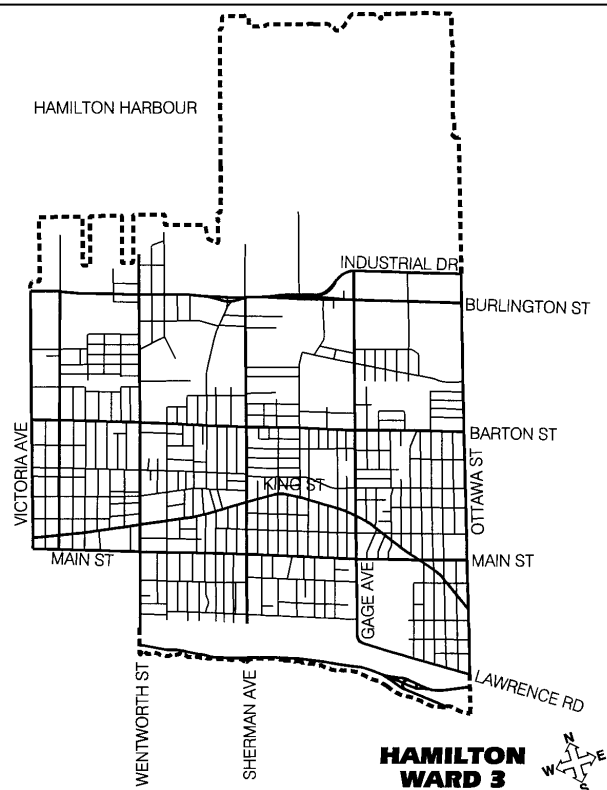 HAMILTON HARBOUR
INDUSTRIAL DR
BURLINGTON ST
BARTON ST
VICTORIA AVE
OTTAWA ST
KING ST
MAIN ST
MAIN ST
GAGE AVE
LAWRENCE RD
WENTWORTH ST
SHERMAN AVE
HAMILTON
WARD 3
N
W E
S